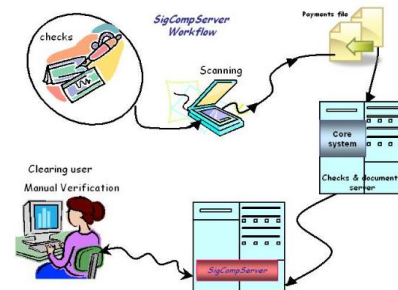 SigCompServer
Workflow
Payments file
checks
Scanning
Core
system
Checks & document
server
Clearing user
Manual Verification
SigCompServer